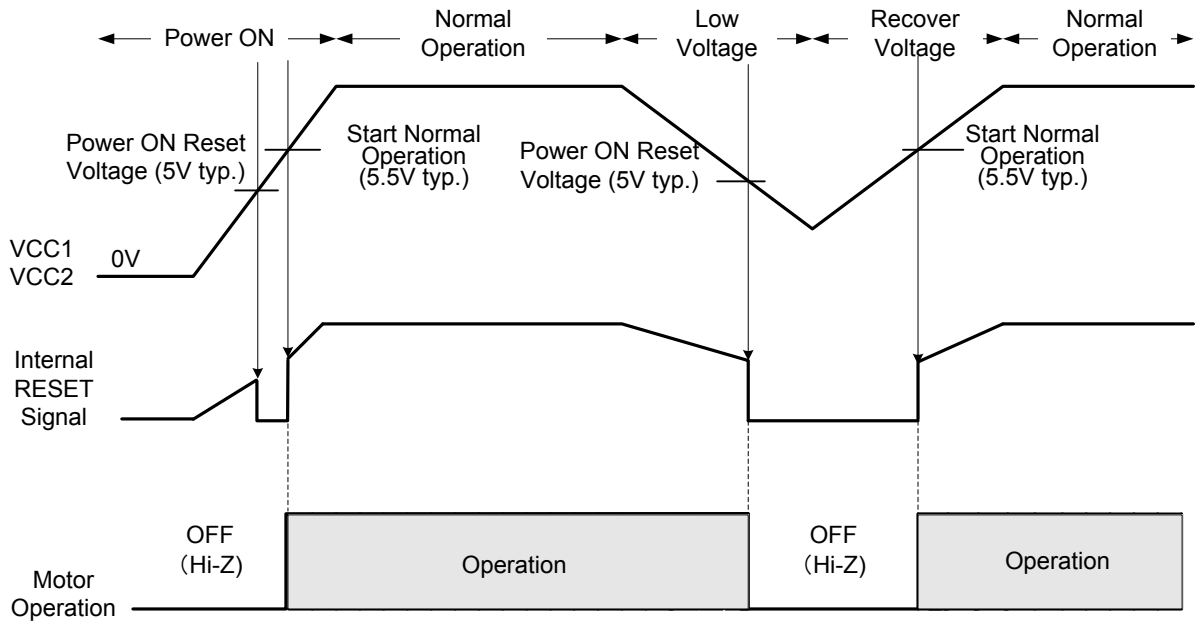 Power ON
Normal
Operation
Low
Voltage
Recover
Voltage
Normal
Operation
Power ON Reset
Voltage (5V typ.)
Start Normal
Operation
(5.5V typ.)
Power ON Reset
Voltage (5V typ.)
Start Normal
Operation
(5.5V typ.)
VCC1
VCC2
0V
Internal
RESET
Signal
OFF
(Hi-Z)
Operation
OFF
(Hi-Z)
Operation
Motor
Operation